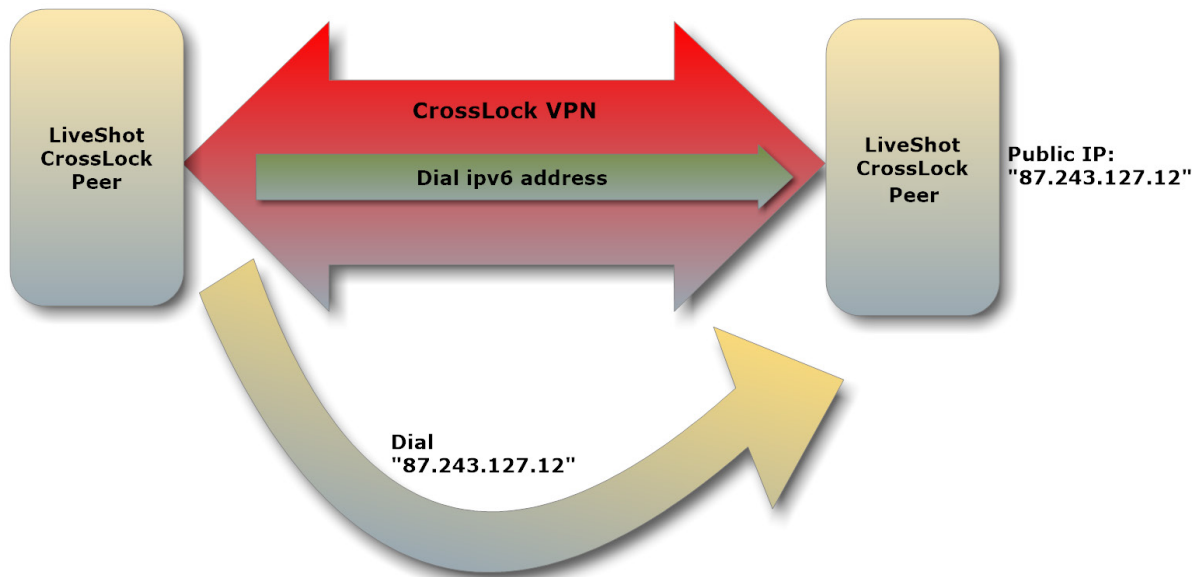 LiveShot
CrossLock
Peer
CrossLock VPN
Dial ipv6 address
LiveShot
CrossLock
Peer
Public IP:
"87.243.127.12"
Dial
"87.243.127.12"